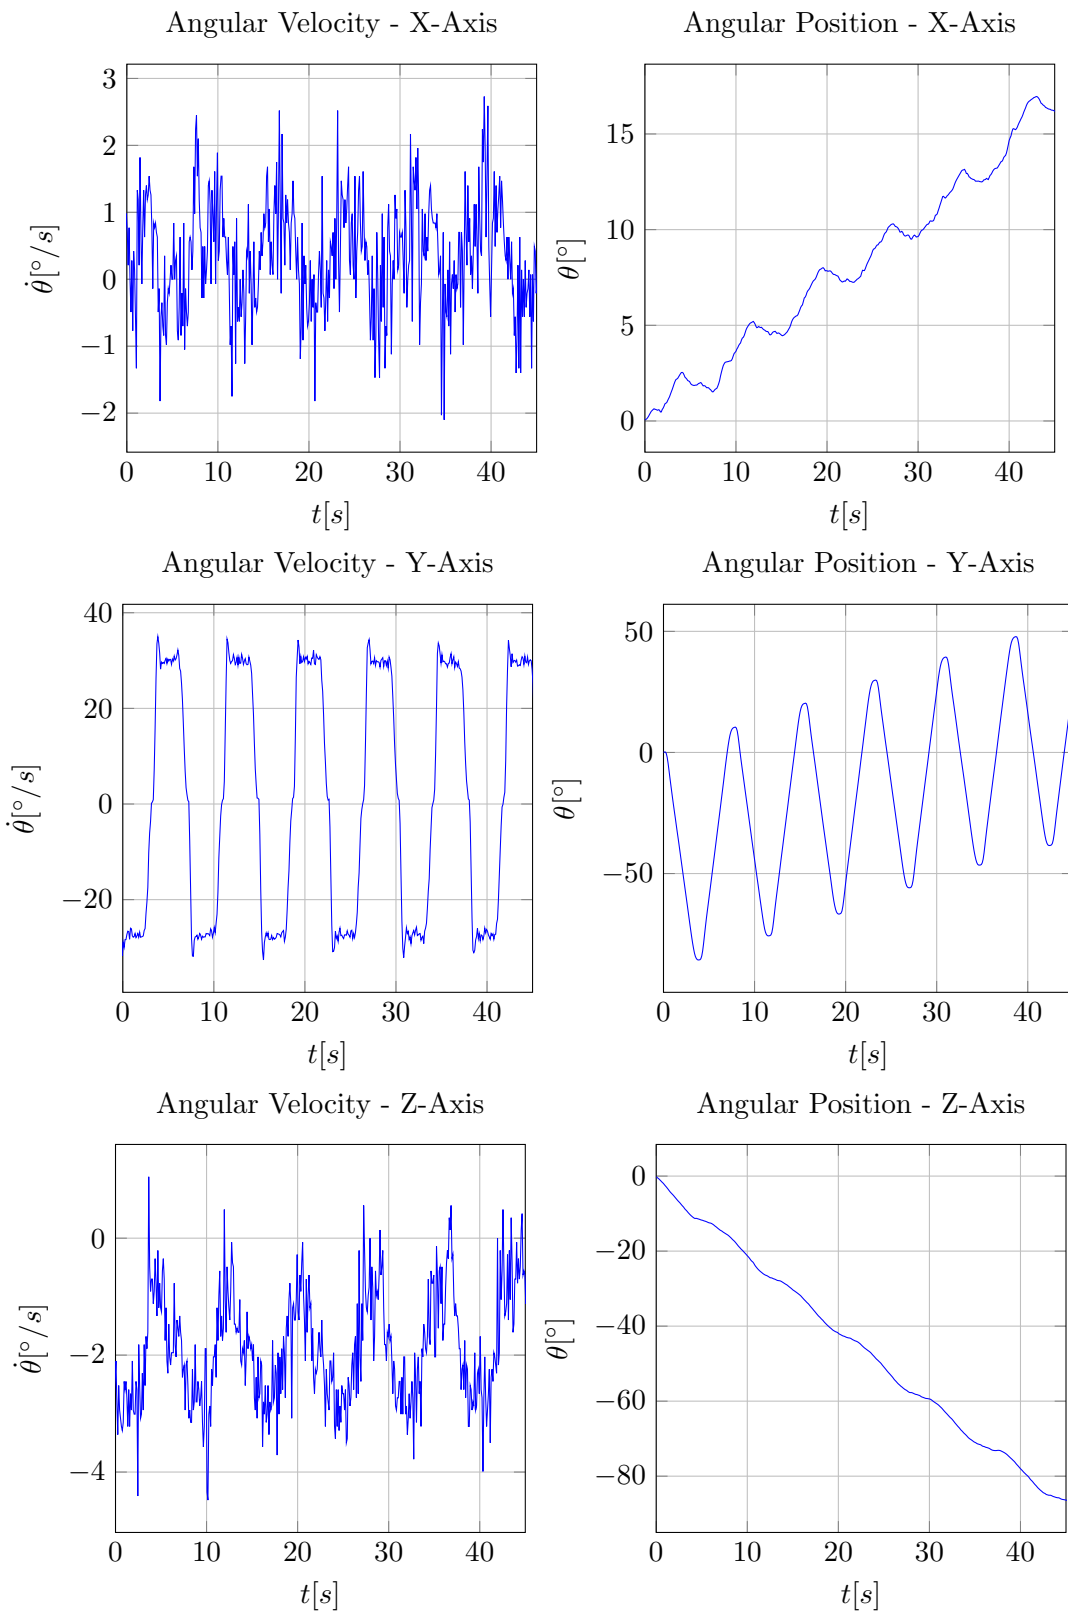 Angular Velocity - X-Axis
Angular Position - X-Axis
3
2
1
0
−1
−2
θ̇[°/s]
0 10 20 30 40
t[s]
15
10
5
0
θ[°]
0 10 20 30 40
t[s]
Angular Velocity - Y-Axis
Angular Position - Y-Axis
40
20
0
−20
θ̇[°/s]
0 10 20 30 40
t[s]
50
0
−50
θ[°]
0 10 20 30 40
t[s]
Angular Velocity - Z-Axis
Angular Position - Z-Axis
0
−2
−4
θ̇[°/s]
0 10 20 30 40
t[s]
0
−20
−40
−60
−80
θ[°]
0 10 20 30 40
t[s]